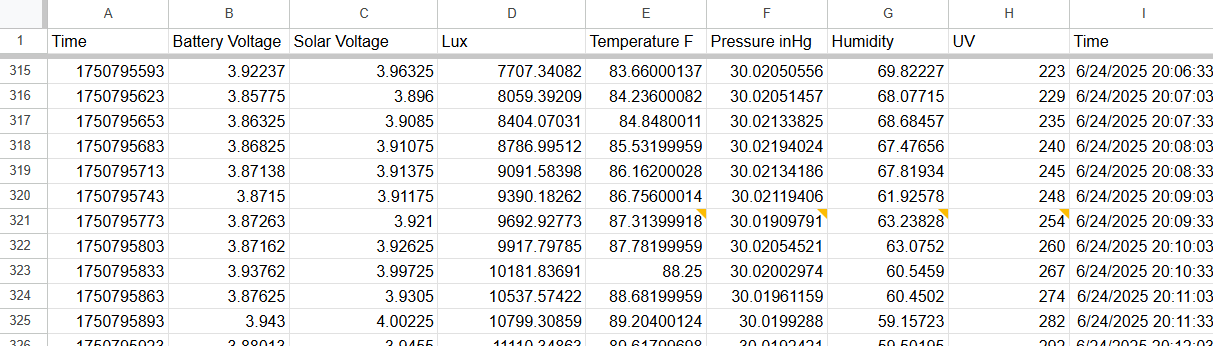 A B C D E F G H I
1 Time Battery Voltage Solar Voltage Lux Temperature F Pressure inHg Humidity UV Time
315 1750795593 3.92237 3.96325 7707.34082 83.66000137 30.02050556 69.82227 223 6/24/2025 20:06:33
316 1750795623 3.85775 3.896 8059.39209 84.23600082 30.02051457 68.07715 229 6/24/2025 20:07:03
317 1750795653 3.86325 3.9085 8404.07031 84.8480011 30.02133825 68.68457 235 6/24/2025 20:07:33
318 1750795683 3.86825 3.91075 8786.99512 85.53199959 30.02194024 67.47656 240 6/24/2025 20:08:03
319 1750795713 3.87138 3.91375 9091.58398 86.16200028 30.02134186 67.81934 245 6/24/2025 20:08:33
320 1750795743 3.8715 3.91175 9390.18262 86.75600014 30.02119406 61.92578 248 6/24/2025 20:09:03
321 1750795773 3.87263 3.921 9692.92773 87.31399918 30.01909791 63.23828 254 6/24/2025 20:09:33
322 1750795803 3.87162 3.92625 9917.79785 87.78199959 30.02054521 63.0752 260 6/24/2025 20:10:03
323 1750795833 3.93762 3.99725 10181.83691 88.25 30.02002974 60.5459 267 6/24/2025 20:10:33
324 1750795863 3.87625 3.9305 10537.57422 88.68199959 30.01961159 60.4502 274 6/24/2025 20:11:03
325 1750795893 3.943 4.00225 10799.30859 89.20400124 30.0199288 59.15723 282 6/24/2025 20:11:33